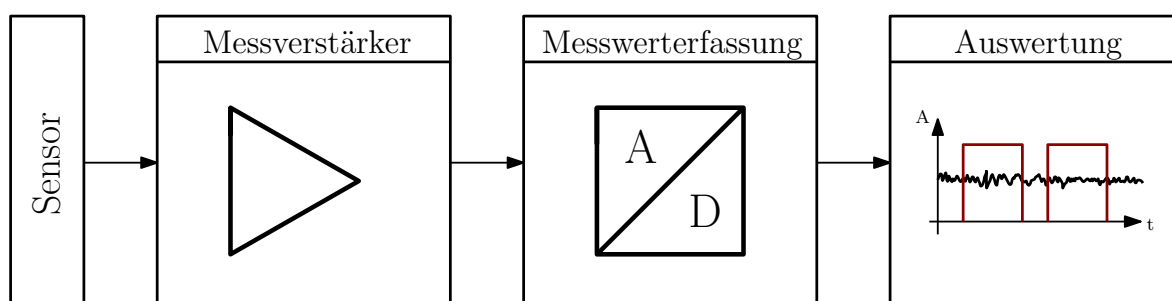 Sensor
Messverstärker
Messwerterfassung
A
D
Auswertung
A
t